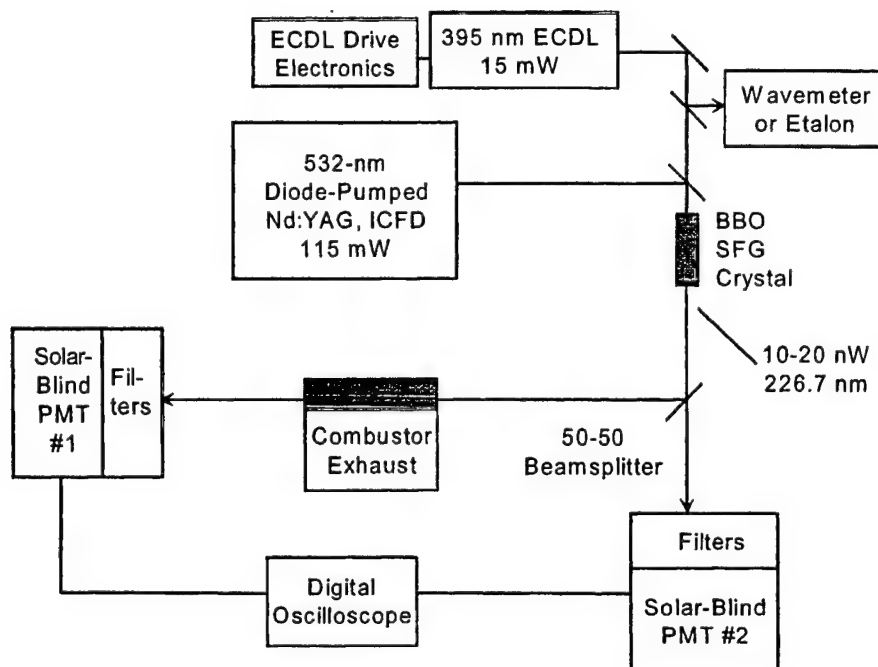 ECDL Drive
Electronics
395 nm ECDL
15 mW
Wavemeter
or Etalon
532-nm
Diode-Pumped
Nd:YAG, ICFD
115 mW
BBO
SFG
Crystal
10-20 nW
226.7 nm
Solar-
Blind
PMT
#1
Fil-
ters
Combustor
Exhaust
50-50
Beamsplitter
Digital
Oscilloscope
Filters
Solar-Blind
PMT #2